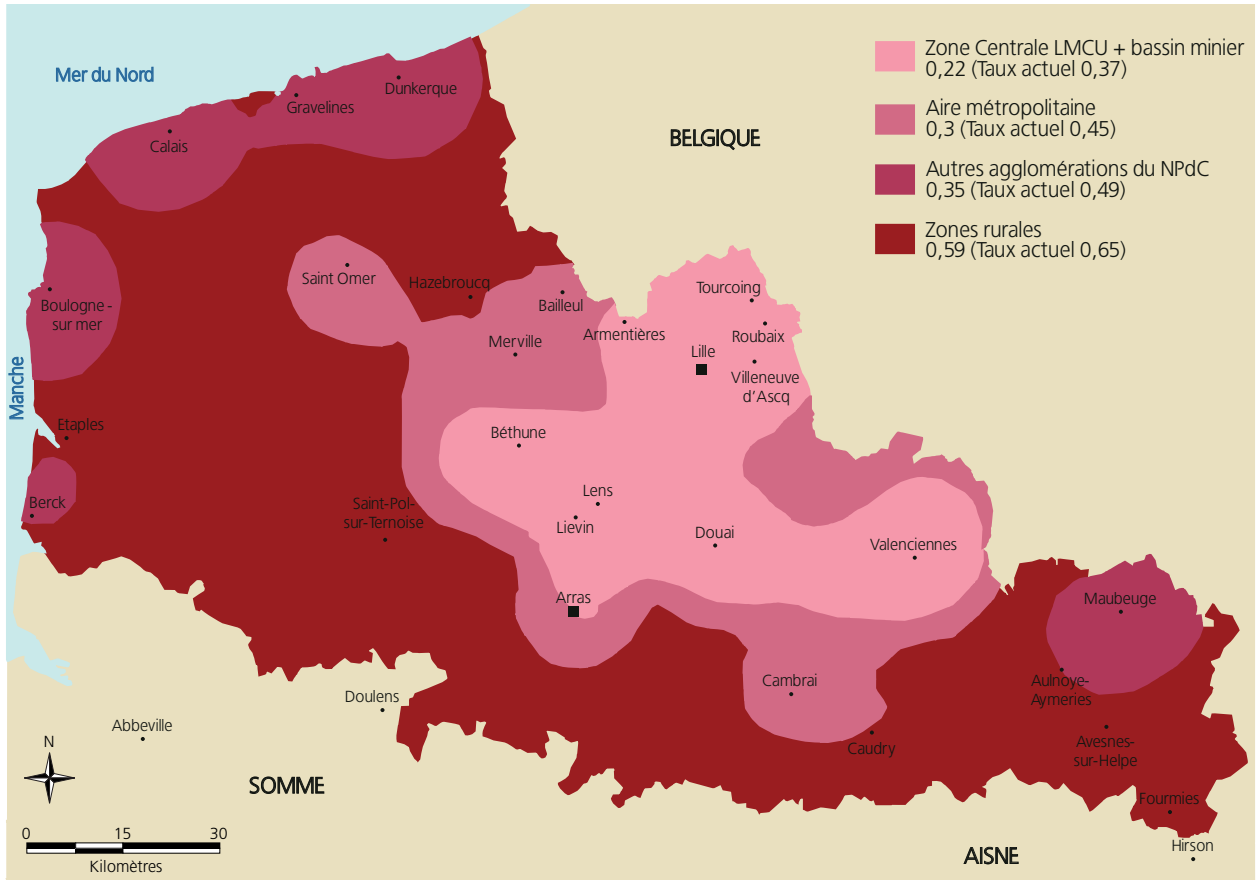 Zone Centrale LMCU + bassin minier
0,22 (Taux actuel 0,37)
Aire métropolitaine
0,3 (Taux actuel 0,45)
Autres agglomérations du NPdC
0,35 (Taux actuel 0,49)
Zones rurales
0,59 (Taux actuel 0,65)
Mer du Nord
Dunkerque
Gravelines
Calais
BELGIQUE
Saint Omer
Hazebroucq
Bailleul
Tourcoing
Boulogne -
sur mer
Armentières
Roubaix
Merville
Lille
Villeneuve
d'Ascq
Manche
Etaples
Béthune
Berck
Saint-Pol-
sur-Ternoise
Lens
Lievin
Douai
Valenciennes
Arras
Maubeuge
Cambrai
Aulnoye-
Aymeries
Doulens
Abbeville
Caudry
Avesnes-
sur-Helpe
N
SOMME
Fourmies
Hirson
AISNE
0 15 30
Kilomètres